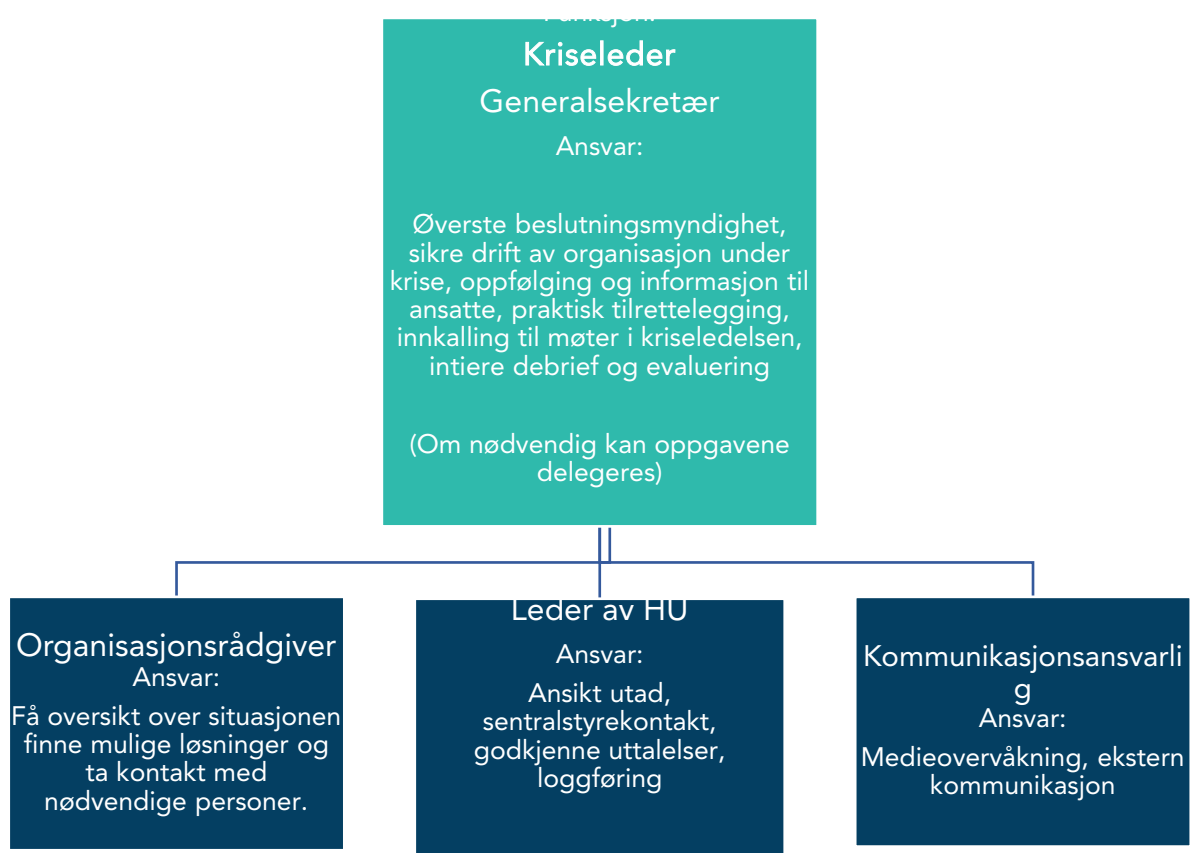 Funksjon:
Kriseleder
Generalsekretær
Ansvar:
Øverste beslutningsmyndighet,
sikre drift av organisasjon under
krise, oppfølging og informasjon til
ansatte, praktisk tilrettelegging,
innkalling til møter i kriseledelsen,
intiere debrief og evaluering
(Om nødvendig kan oppgavene
delegeres)
Organisasjonsrådgiver
Ansvar:
Få oversikt over situasjonen
finne mulige løsninger og
ta kontakt med
nødvendige personer.
Leder av HU
Ansvar:
Ansikt utad,
sentralstyrekontakt,
godkjenne uttalelser,
loggføring
Kommunikasjonsansvarli
g
Ansvar:
Medieovervåkning, ekstern
kommunikasjon